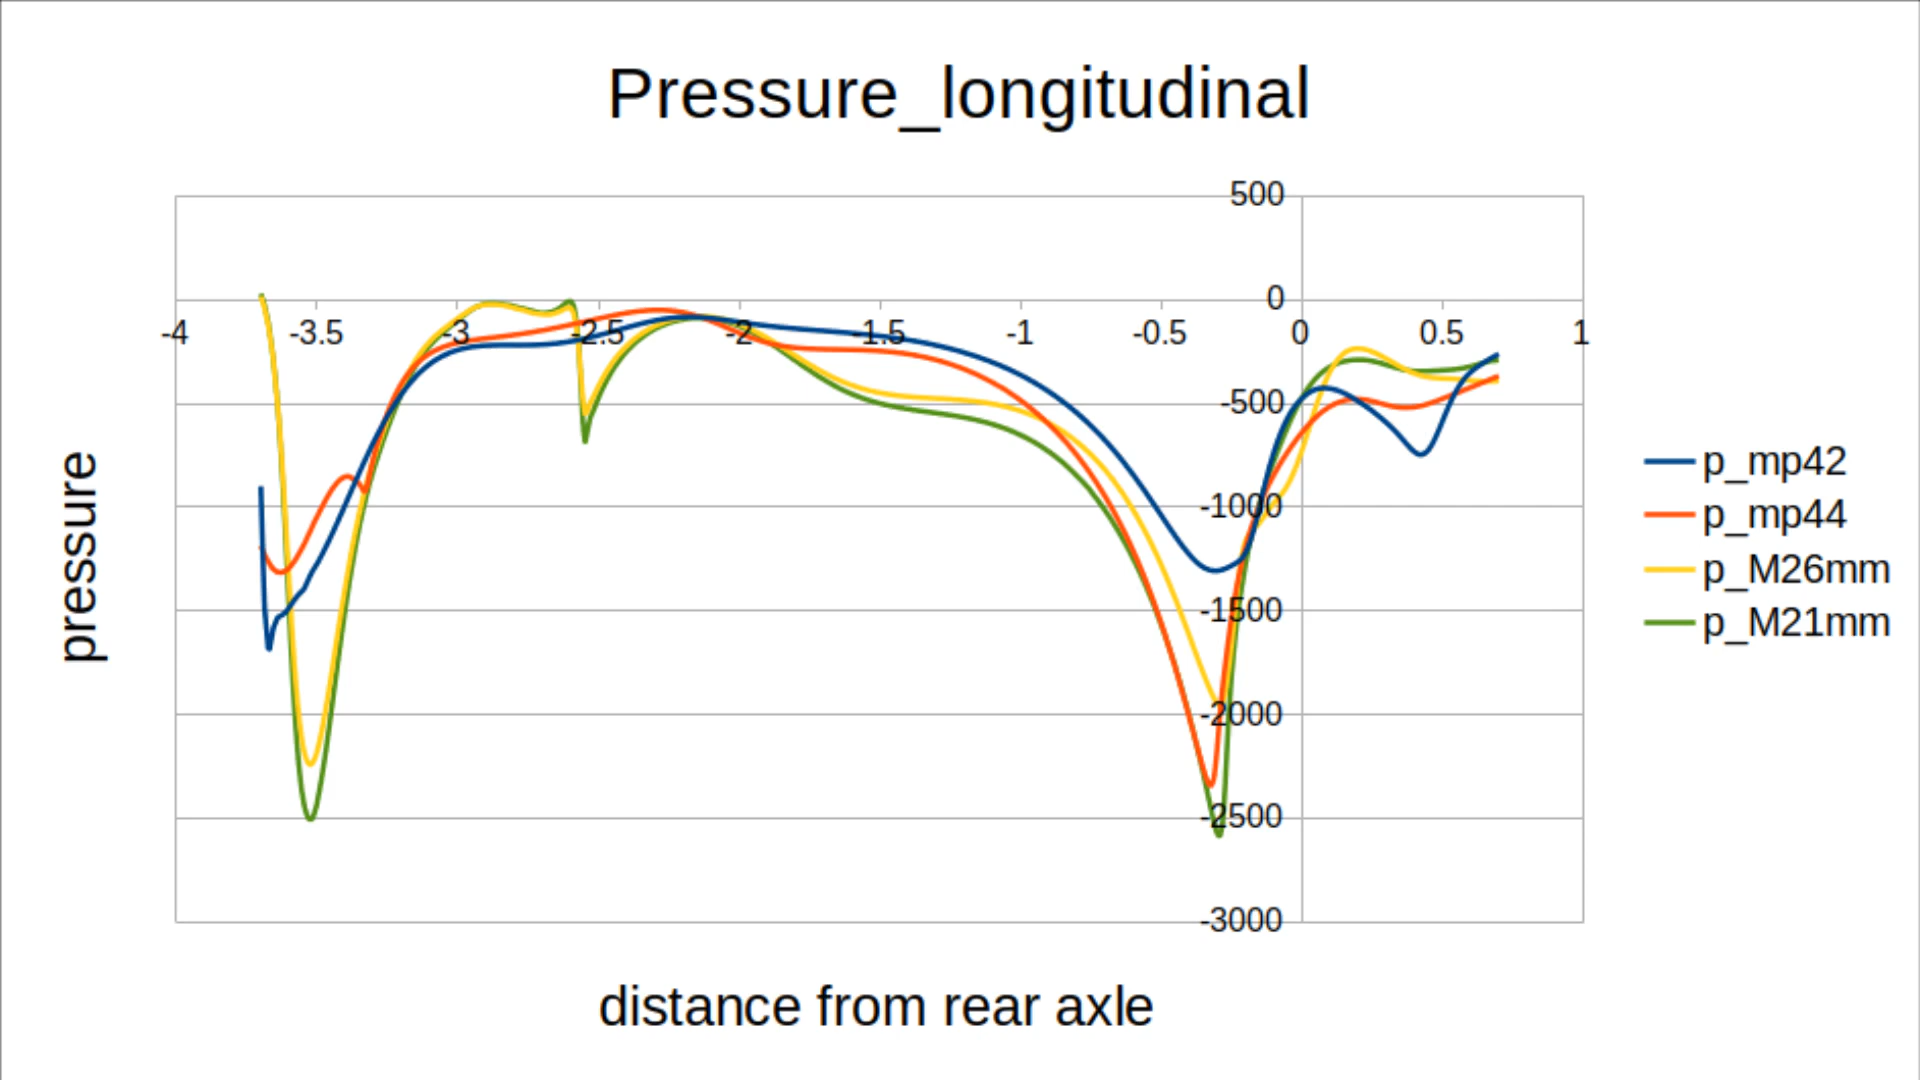 Pressure_longitudinal
500
0
-4 -3.5 -3 -2.5 -2 -1.5 -1 -0.5 0 0.5 1
-500
-1000
-1500
-2000
-2500
-3000
pressure
distance from rear axle
p_mp42
p_mp44
p_M26mm
p_M21mm